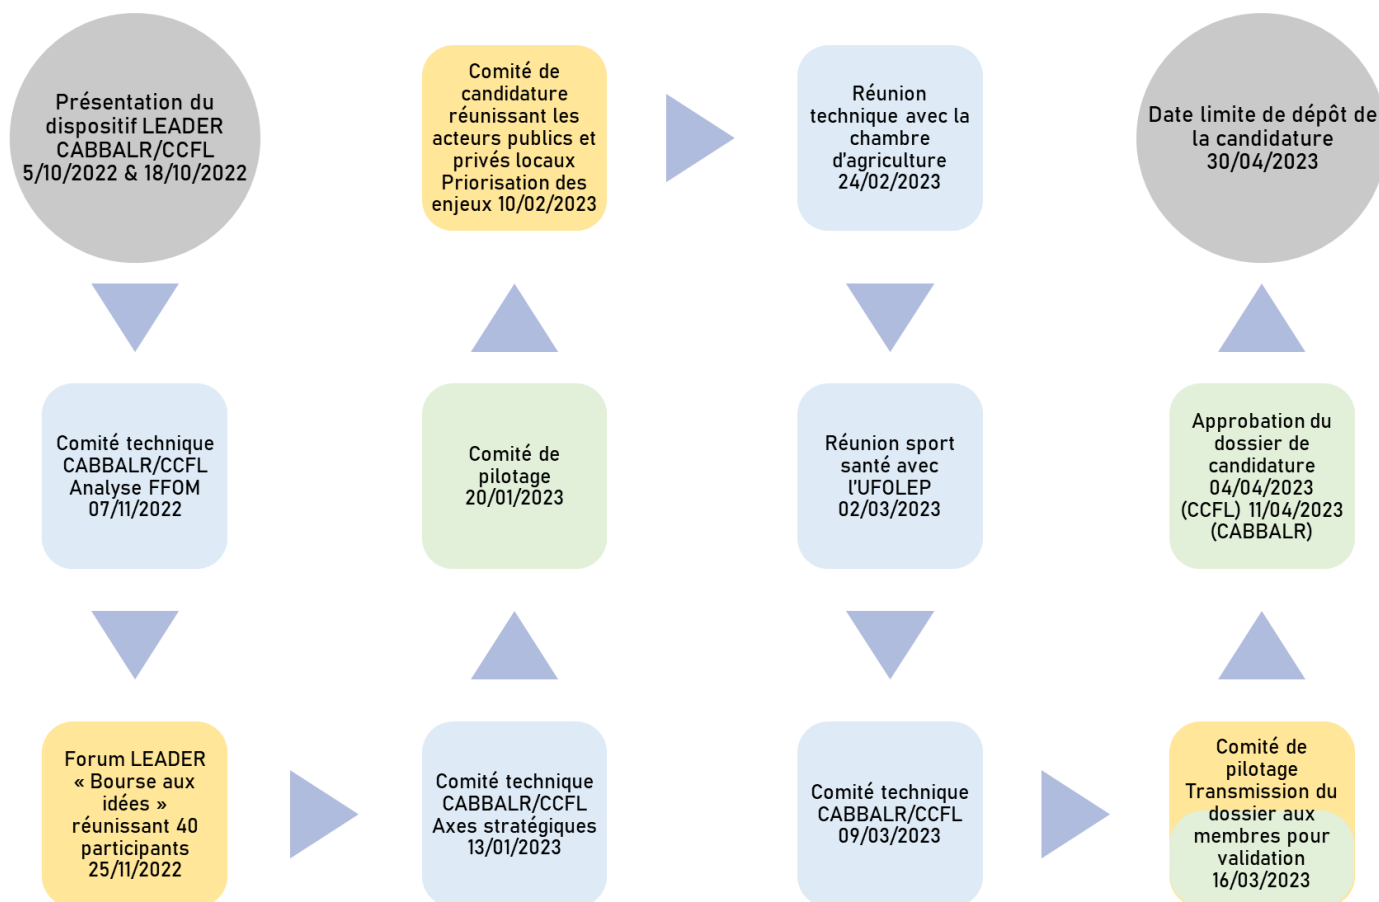 Présentation du
dispositif LEADER
CABBALR/CCFL
5/10/2022 & 18/10/2022
Comité technique
CABBALR/CCFL
Analyse FFOM
07/11/2022
Forum LEADER
« Bourse aux
idées »
réunissant 40
participants
25/11/2022
Comité technique
CABBALR/CCFL
Axes stratégiques
13/01/2023
Comité de
pilotage
20/01/2023
Comité de
candidature
réunissant les
acteurs publics et
privés locaux
Priorisation des
enjeux 10/02/2023
Réunion
technique avec la
chambre
d'agriculture
24/02/2023
Réunion sport
santé avec
l'UFOLEP
02/03/2023
Comité technique
CABBALR/CCFL
09/03/2023
Comité de
pilotage
Transmission du
dossier aux
membres pour
validation
16/03/2023
Approbation du
dossier de
candidature
04/04/2023
(CCFL) 11/04/2023
(CABBALR)
Date limite de dépôt de
la candidature
30/04/2023